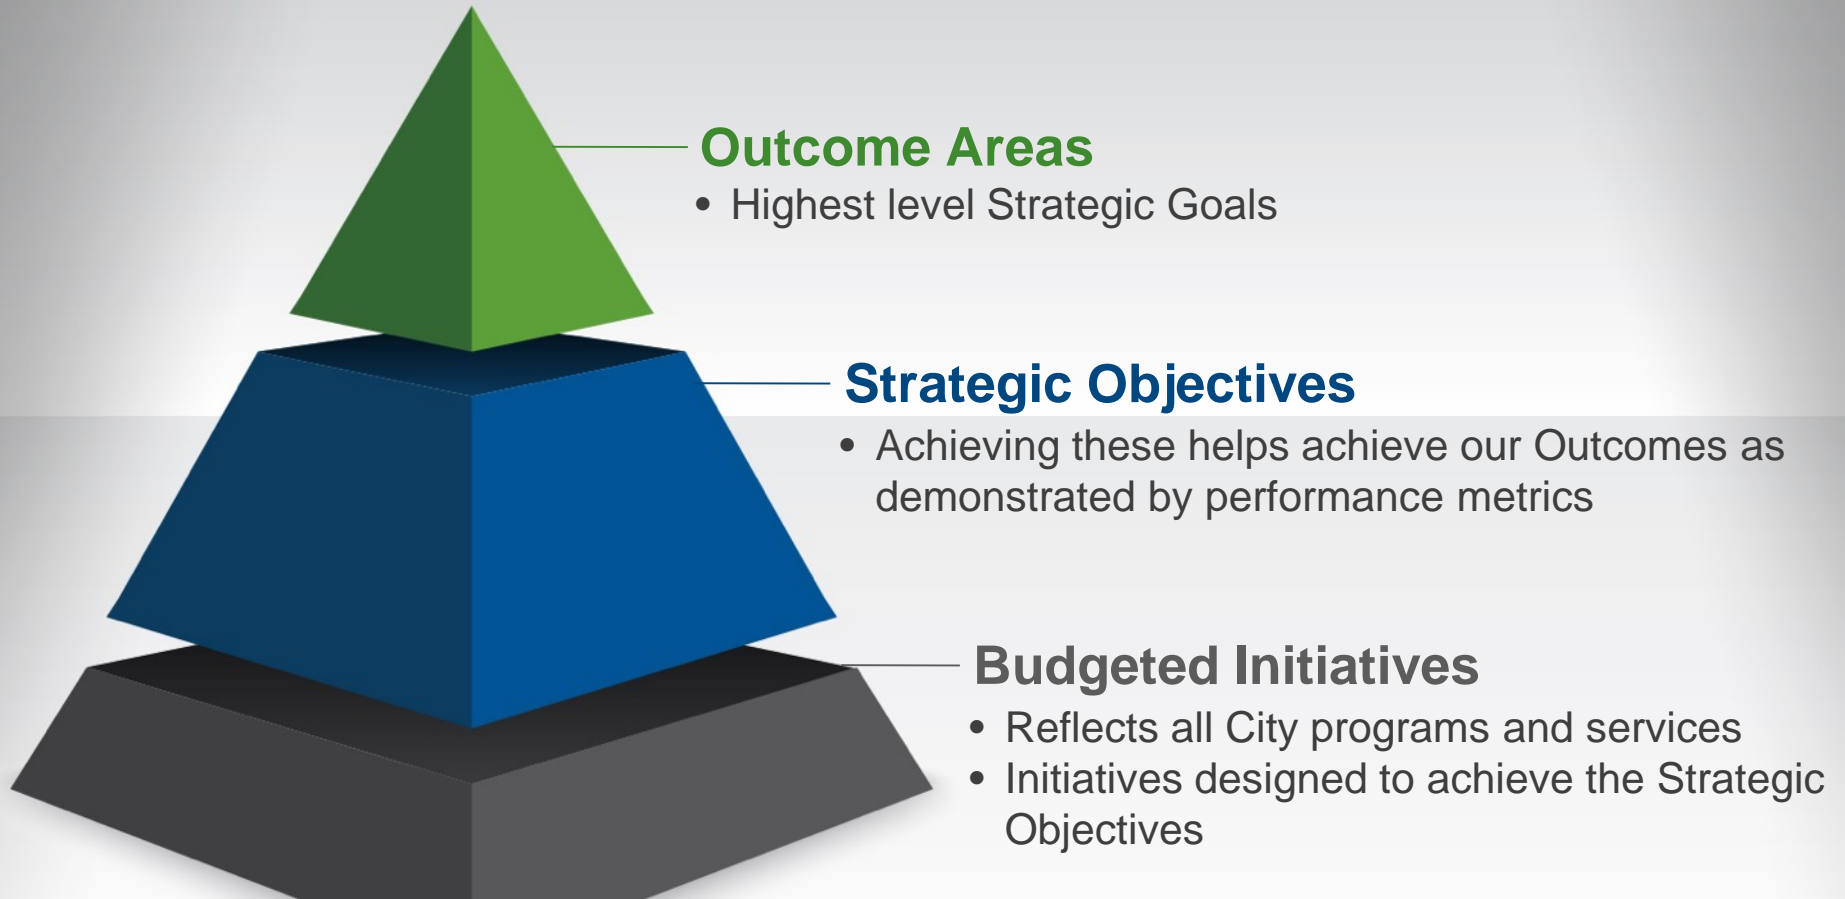 Outcome Areas
• Highest level Strategic Goals
Strategic Objectives
• Achieving these helps achieve our Outcomes as
demonstrated by performance metrics
Budgeted Initiatives
• Reflects all City programs and services
• Initiatives designed to achieve the Strategic
Objectives